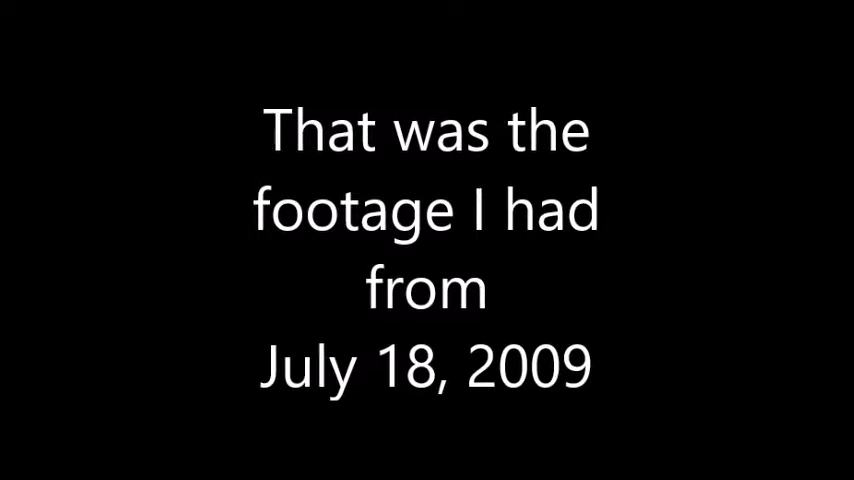 That was the
footage I had
from
July 18, 2009